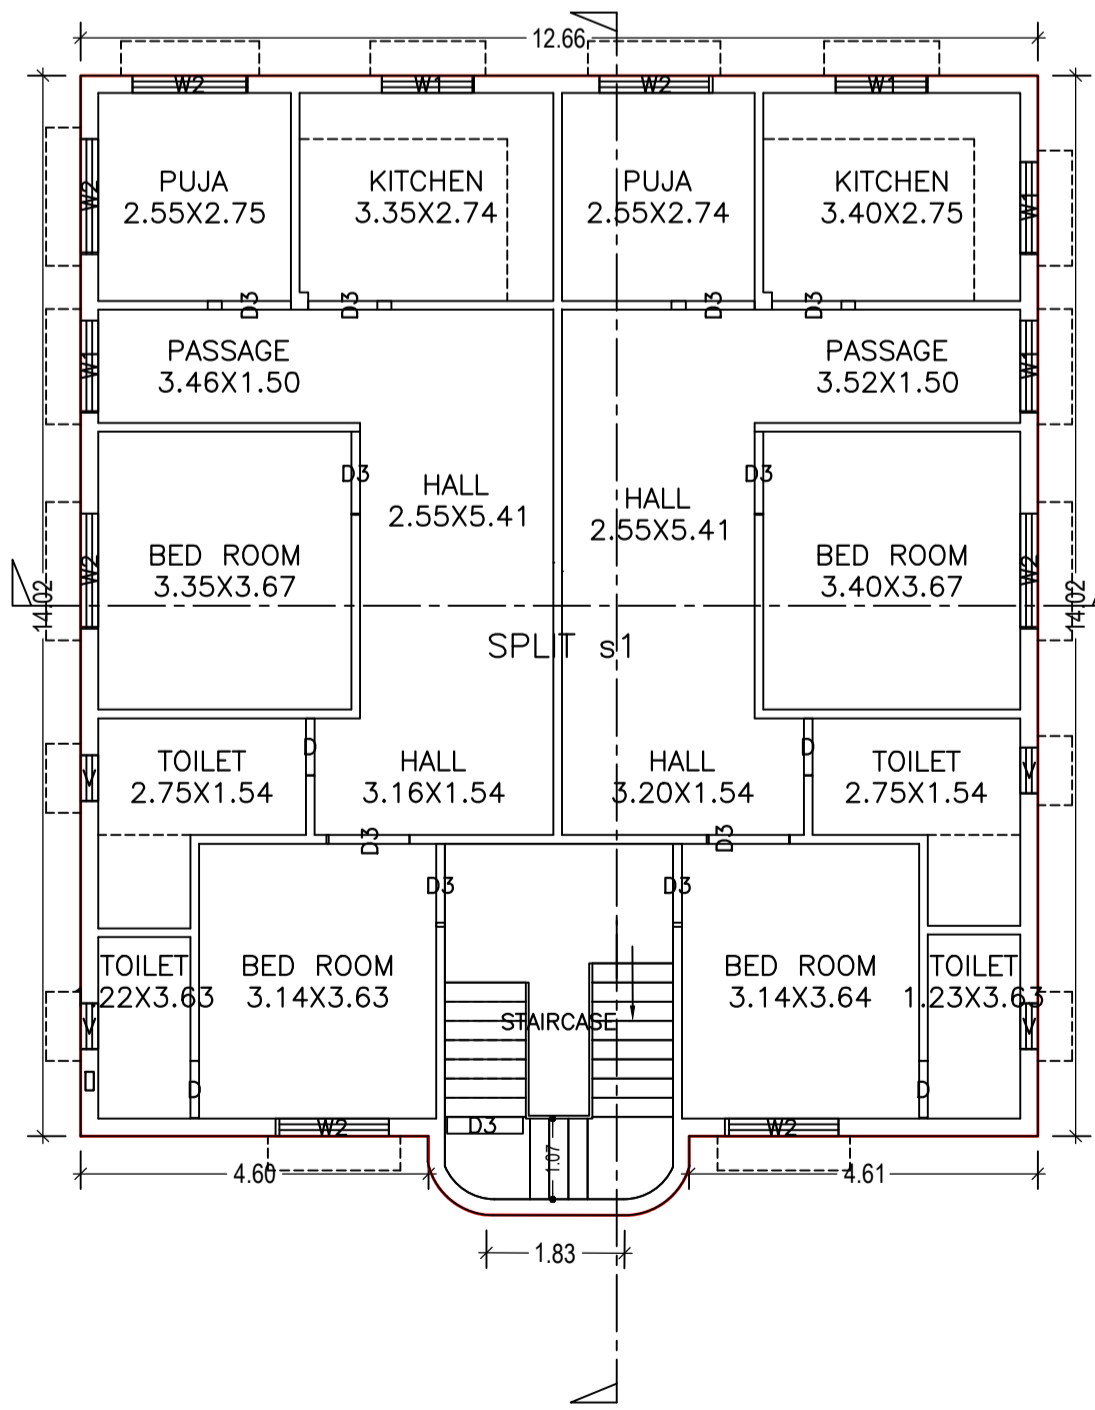 12.66
W2
W1
W2
W1
W2
PUJA
2.55X2.75
KITCHEN
3.35X2.74
PUJA
2.55X2.74
KITCHEN
3.40X2.75
W1
D3
D3
D3
D3
W1
PASSAGE
3.46X1.50
PASSAGE
3.52X1.50
W1
D3
D3
HALL
2.55X5.41
HALL
2.55X5.41
14.02
W2
BED ROOM
3.35X3.67
BED ROOM
3.40X3.67
W2
14.02
SPLIT s1
D
D
V
TOILET
2.75X1.54
HALL
3.16X1.54
HALL
3.20X1.54
TOILET
2.75X1.54
V
D3
D3
D3
D3
TOILET
22X3.63
BED ROOM
3.14X3.63
BED ROOM
3.14X3.64
TOILET
1.23X3.63
V
STAIRCASE
V
D
D
W2
D3
W2
1.07
4.60
4.61
1.83